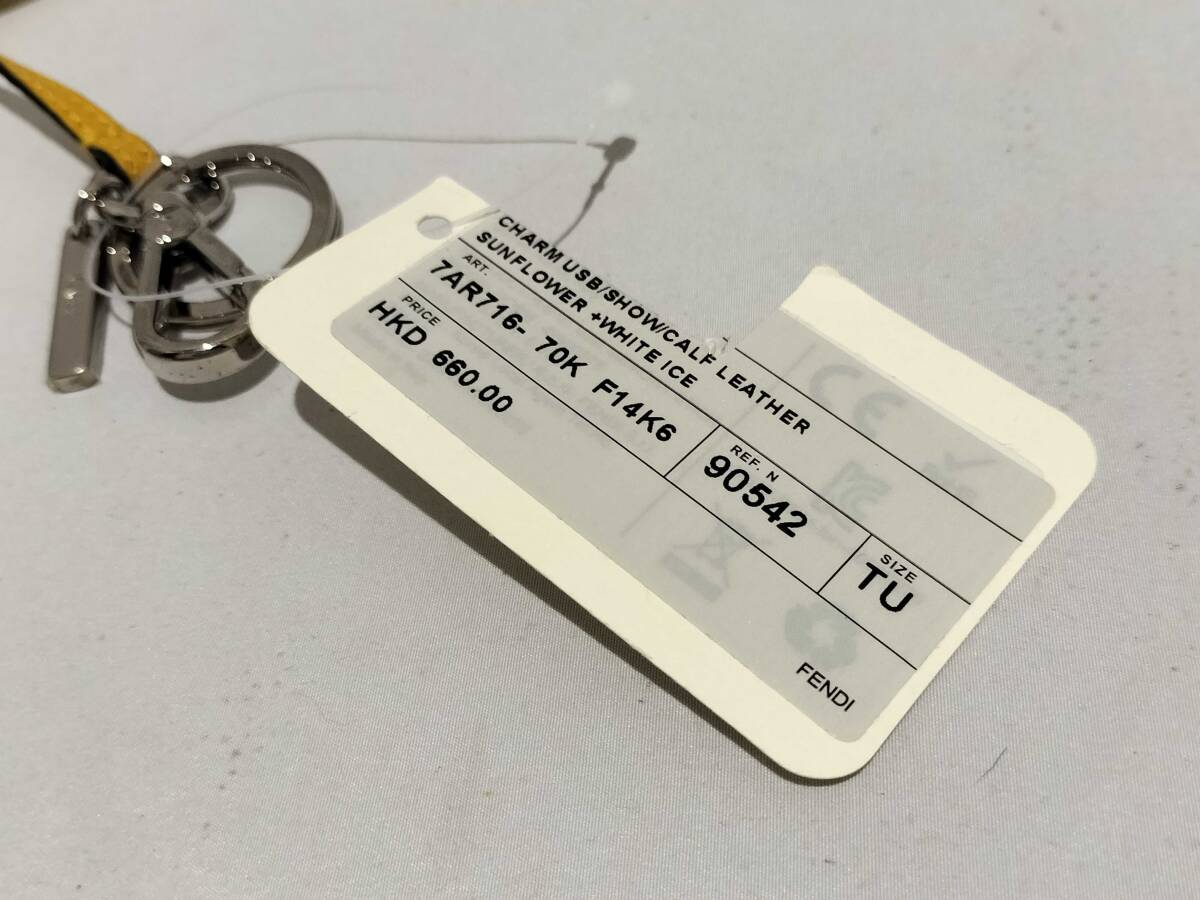 CHARM USB/SHOW/CALF LEATHER
SUNFLOWER +WHITE ICE
ART.
7AR716- 70K F14K6
REF. N
90542
SIZE
TU
PRICE
HKD 660.00
FENDI
CE